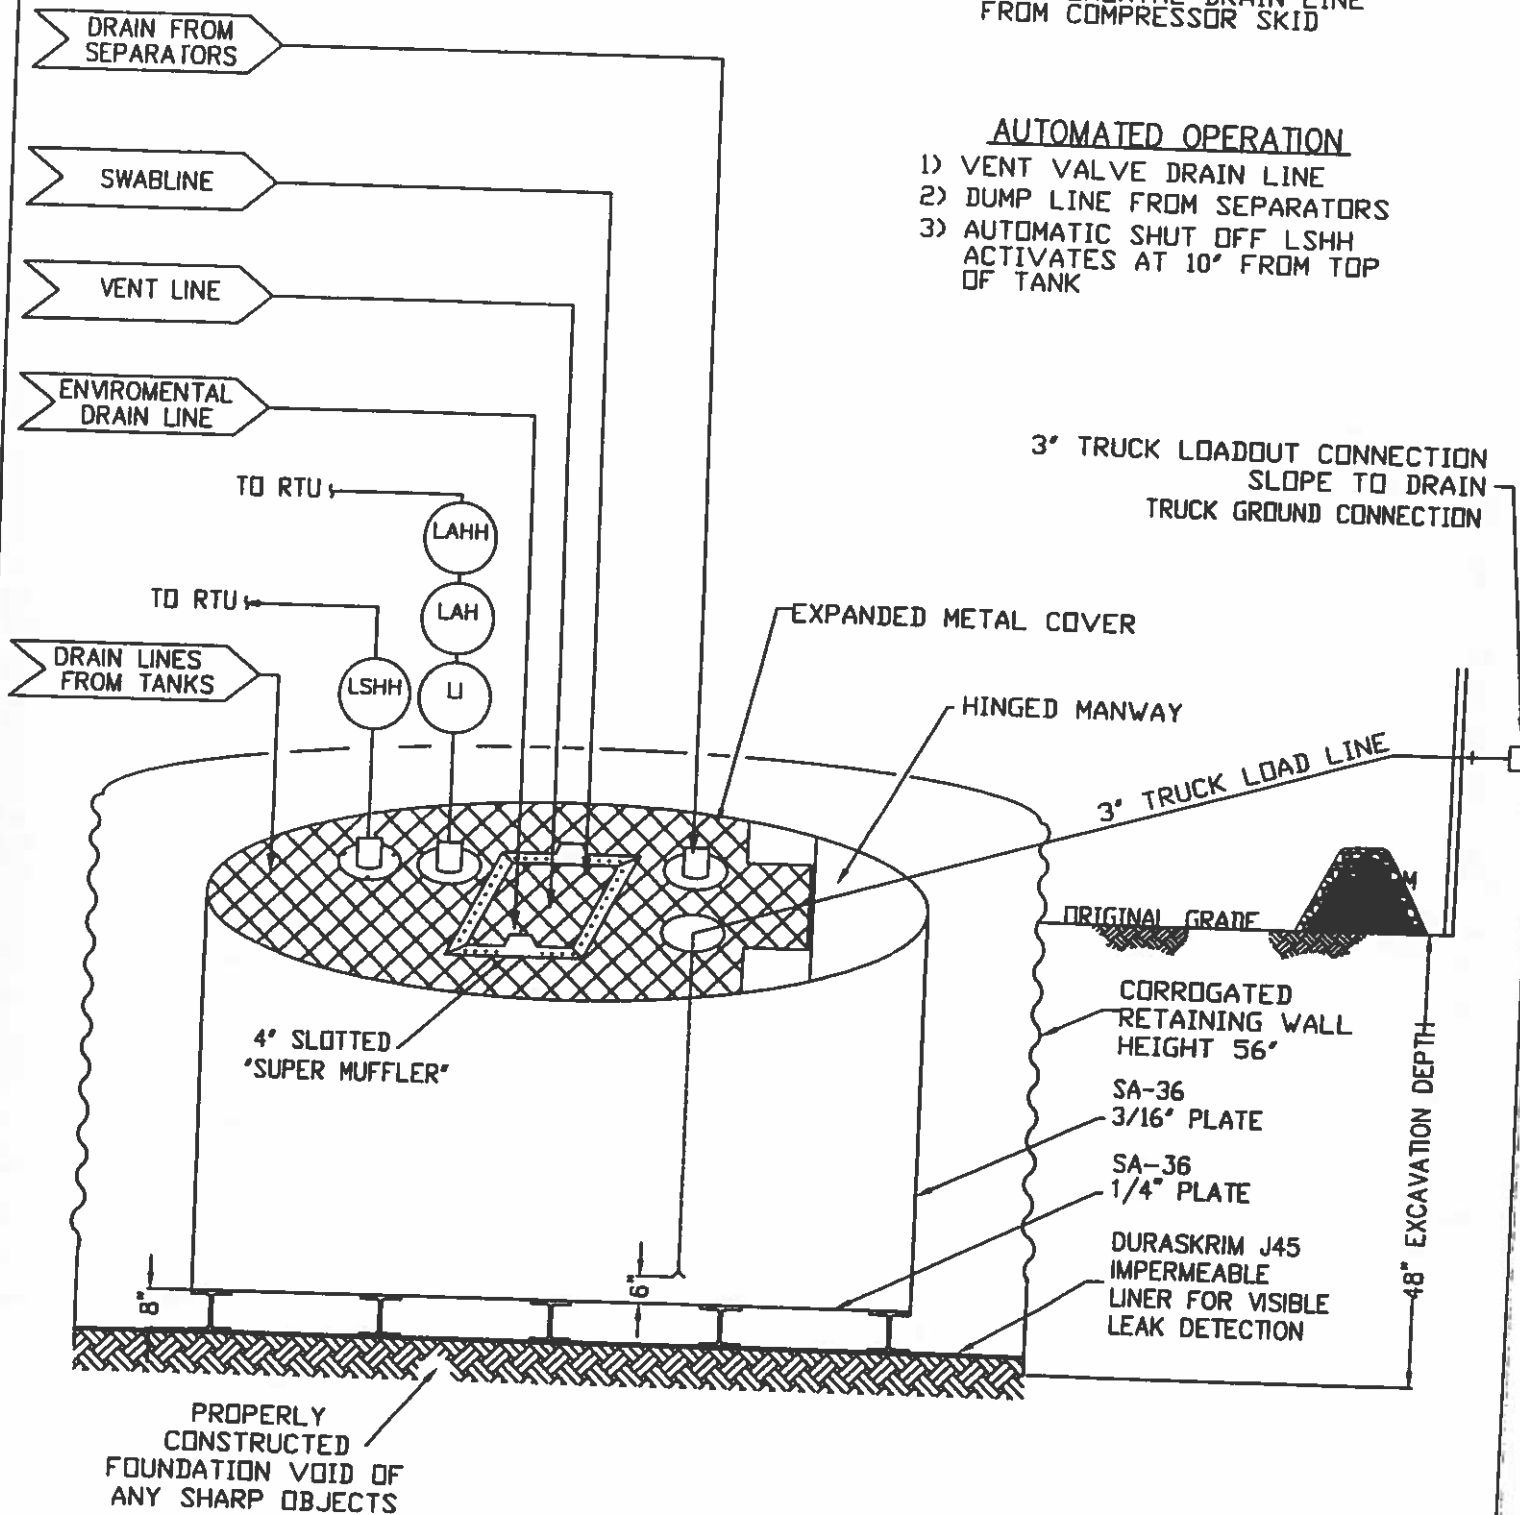 DRAIN LINE
FROM COMPRESSOR SKID
DRAIN FROM
SEPARATORS
SWABLINE
VENT LINE
ENVIROMENTAL
DRAIN LINE
AUTOMATED OPERATION
1) VENT VALVE DRAIN LINE
2) DUMP LINE FROM SEPARATORS
3) AUTOMATIC SHUT OFF LSHH
ACTIVATES AT 10" FROM TOP
OF TANK
3" TRUCK LOADOUT CONNECTION
SLOPE TO DRAIN
TRUCK GROUND CONNECTION
TO RTU
LAHH
TO RTU
LAH
LSHH
LI
DRAIN LINES
FROM TANKS
EXPANDED METAL COVER
HINGED MANWAY
3" TRUCK LOAD LINE
ORIGINAL GRADE
M
4" SLOTTED
"SUPER MUFFLER"
CORROGATED
RETAINING WALL
HEIGHT 56"
SA-36
3/16" PLATE
SA-36
1/4" PLATE
DURASKRIM J45
IMPERMEABLE
LINER FOR VISIBLE
LEAK DETECTION
48" EXCAVATION DEPTH
8"
6"
PROPERLY
CONSTRUCTED
FOUNDATION VOID OF
ANY SHARP OBJECTS